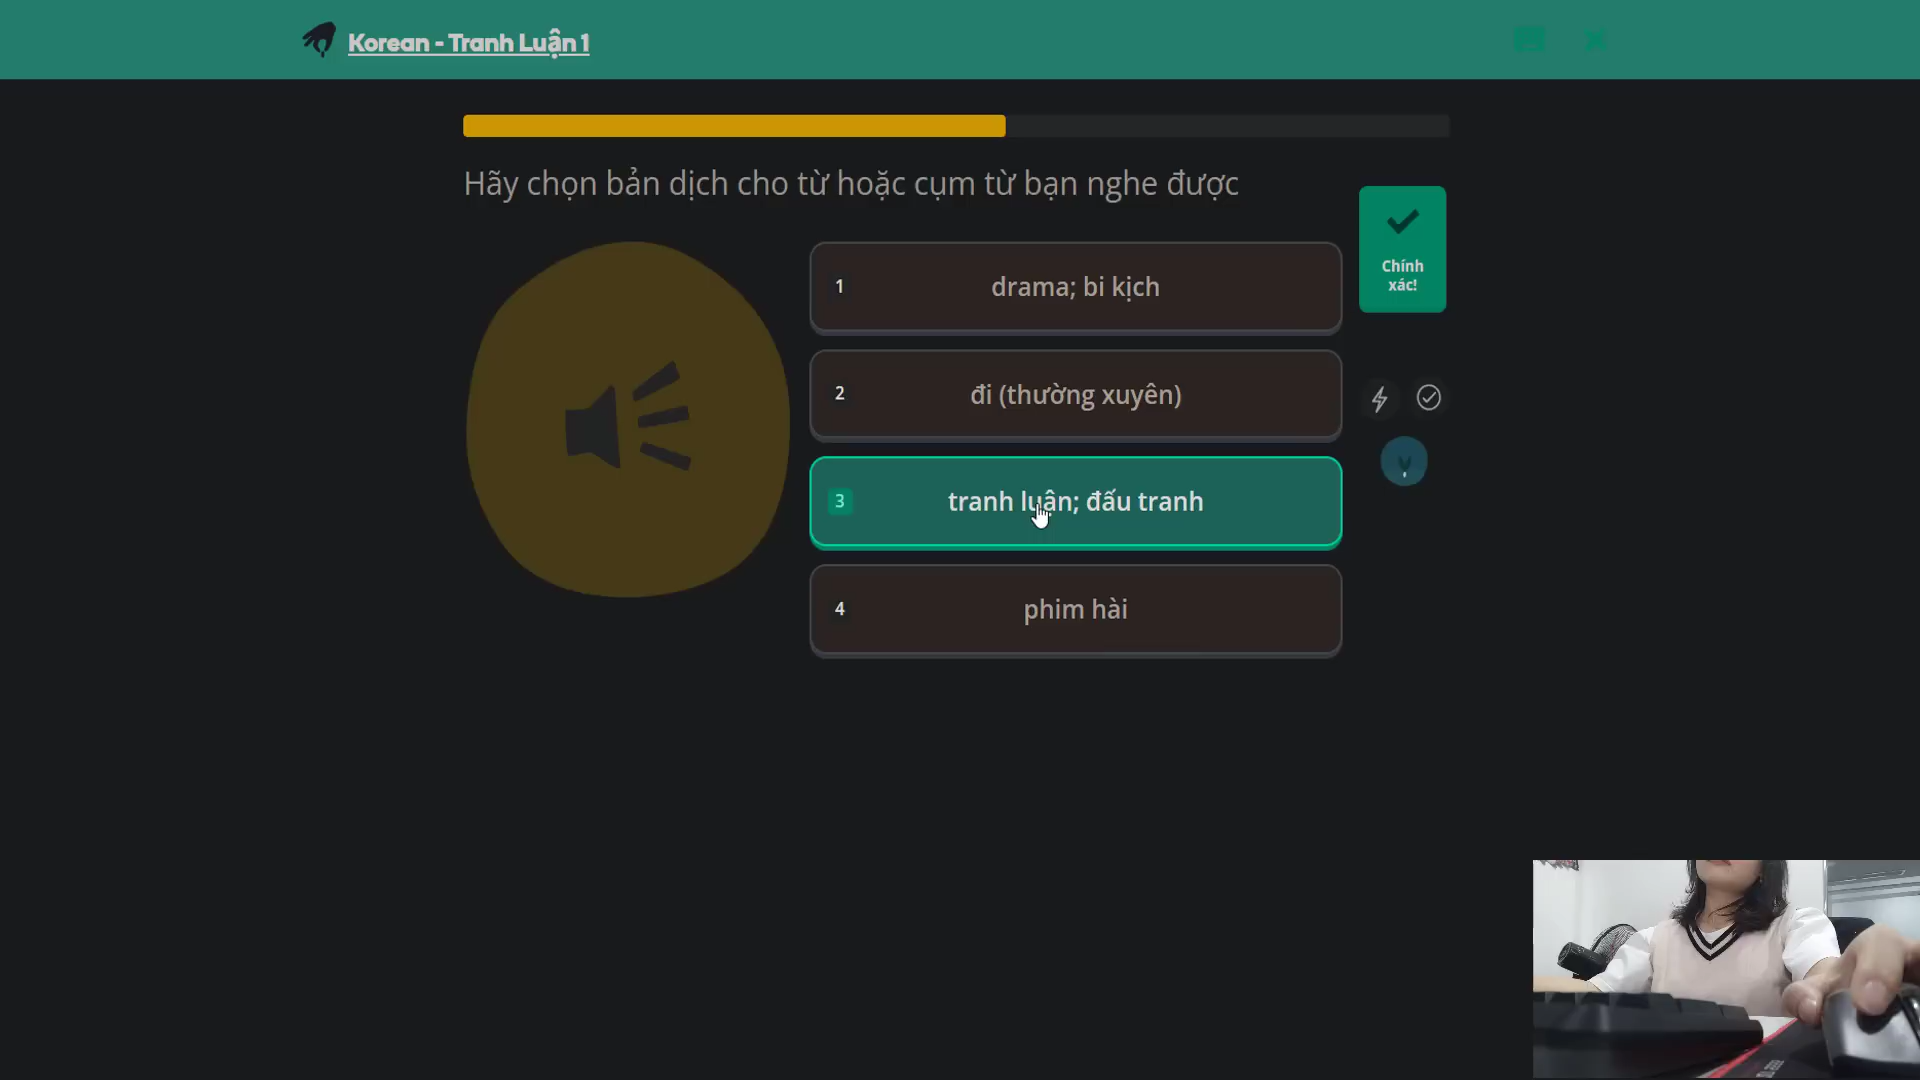 Korean - Tranh Luận 1
Hãy chọn bản dịch cho từ hoặc cụm từ bạn nghe được
Chính
xác!
1 drama; bi kịch
2 đi (thường xuyên)
3 tranh luận; đấu tranh
4 phim hài